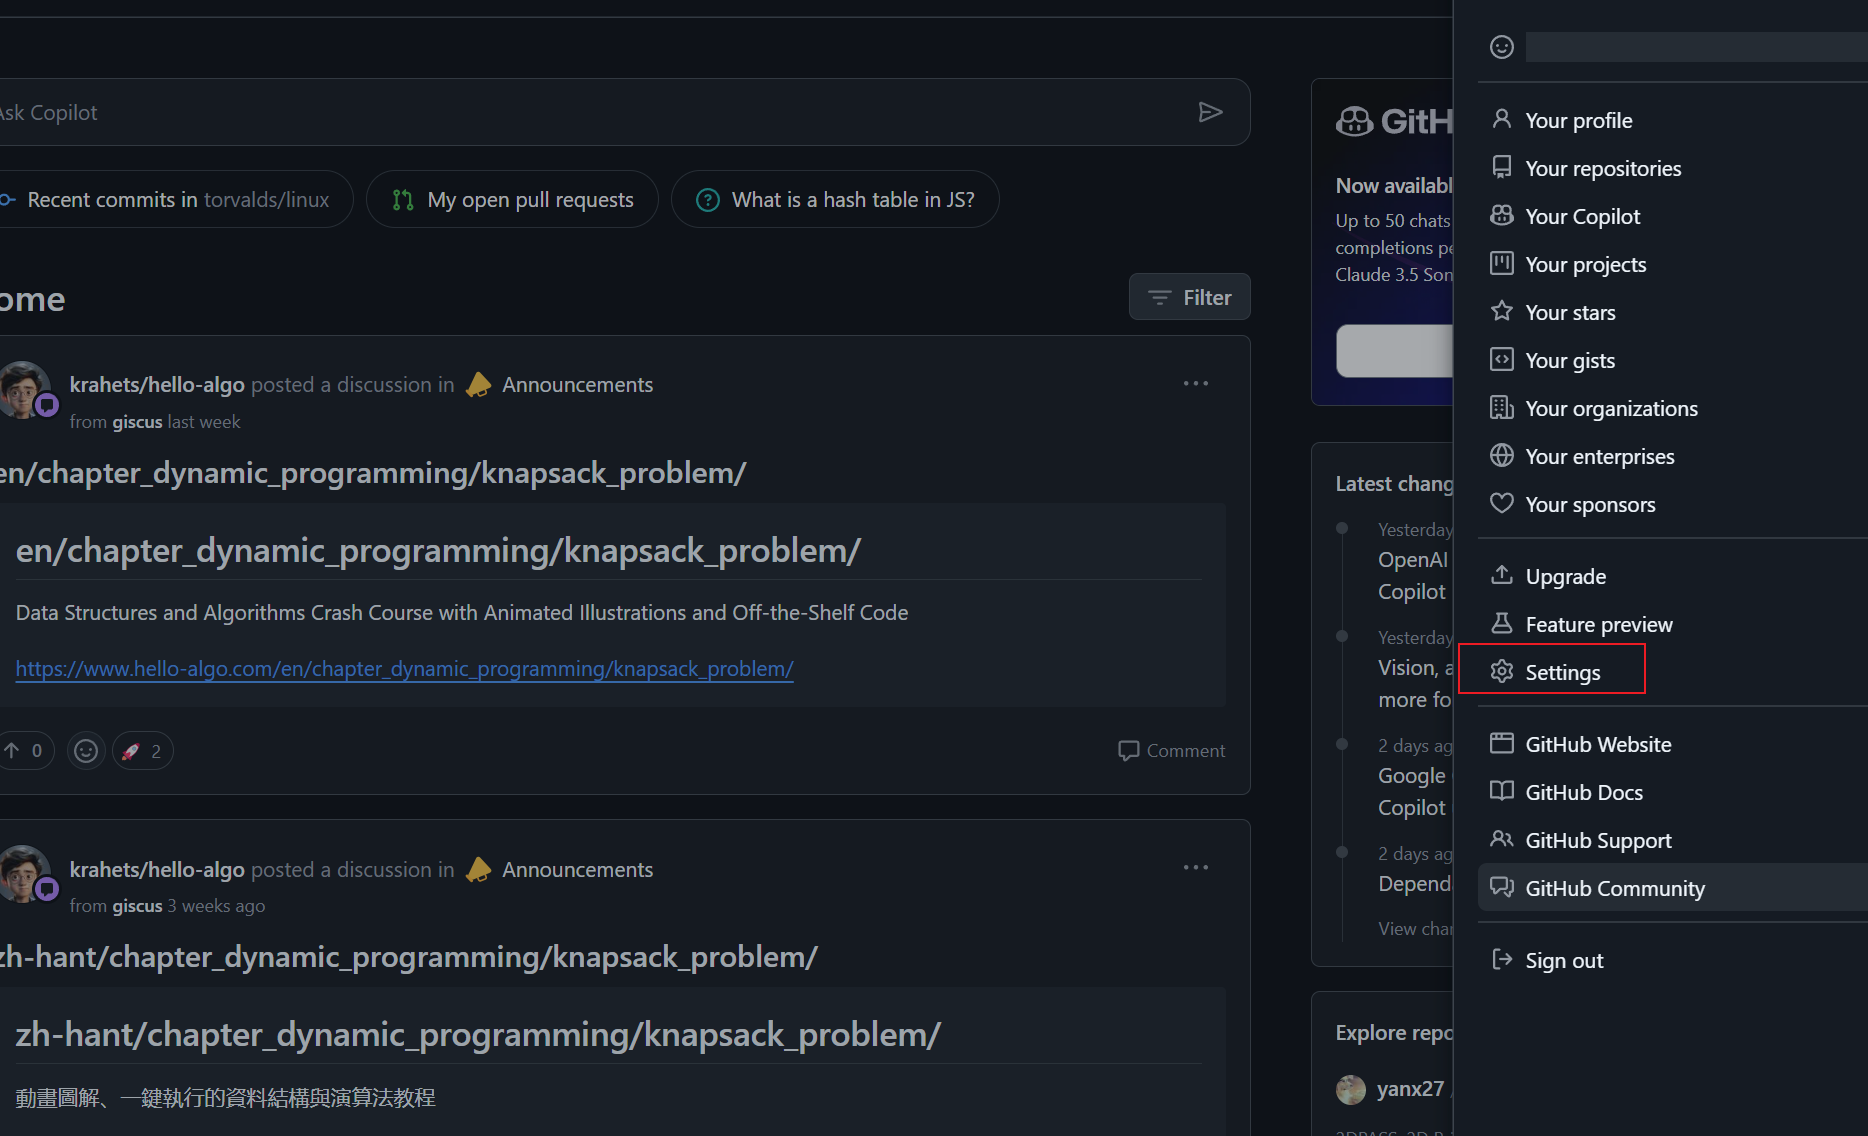 Ask Copilot
Recent commits in torvalds/linux
My open pull requests
What is a hash table in JS?
ome
Filter
krahets/hello-algo posted a discussion in Announcements
from giscus last week
en/chapter_dynamic_programming/knapsack_problem/
en/chapter_dynamic_programming/knapsack_problem/
Data Structures and Algorithms Crash Course with Animated Illustrations and Off-the-Shelf Code
https://www.hello-algo.com/en/chapter_dynamic_programming/knapsack_problem/
0
2
Comment
krahets/hello-algo posted a discussion in Announcements
from giscus 3 weeks ago
zh-hant/chapter_dynamic_programming/knapsack_problem/
zh-hant/chapter_dynamic_programming/knapsack_problem/
動畫圖解、一鍵執行的資料結構與演算法教程
GitH
Now availabl
Up to 50 chats
completions pe
Claude 3.5 Son
Latest chang
Yesterday
OpenAI
Copilot
Yesterday
Vision, a
more fo
2 days ag
Google
Copilot
2 days ag
Depend
View char
Explore repo
yanx27 /
Your profile
Your repositories
Your Copilot
Your projects
Your stars
Your gists
Your organizations
Your enterprises
Your sponsors
Upgrade
Feature preview
Settings
GitHub Website
GitHub Docs
GitHub Support
GitHub Community
Sign out